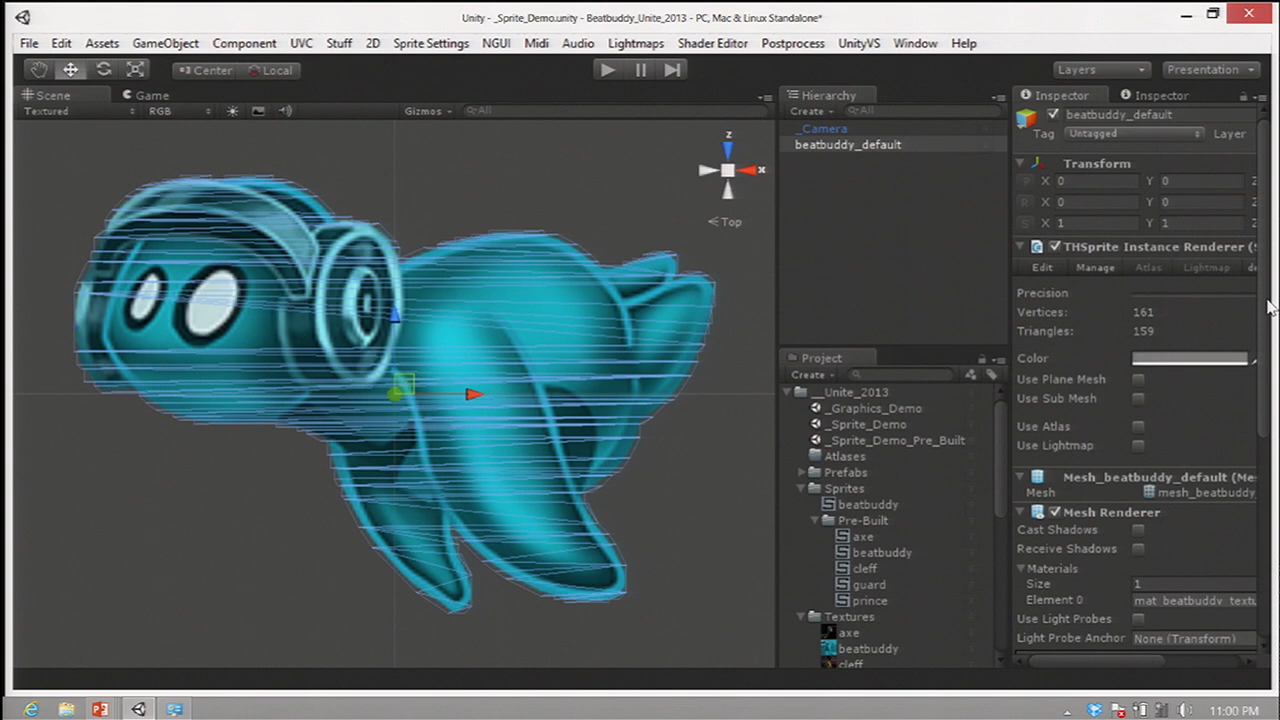 Unity - _Sprite_Demo.unity - Beatbuddy_Unite_2013 - PC, Mac & Linux Standalone*
File Edit Assets GameObject Component UVC Stuff 2D Sprite Settings NGUI Midi Audio Lightmaps Shader Editor Postprocess UnityVS Window Help
Center Local Layers Presentation
Scene Game
Textured RGB Gizmos All
z
x
Top
Hierarchy
Create All
_Camera
beatbuddy_default
Project
Create
__Unite_2013
_Graphics_Demo
_Sprite_Demo
_Sprite_Demo_Pre_Built
Atlases
Prefabs
Sprites
beatbuddy
Pre-Built
axe
beatbuddy
cleff
guard
prince
Textures
axe
beatbuddy
cleff
Inspector Inspector
beatbuddy_default
Tag Untagged Layer
Transform
P X 0 Y 0 Z
R X 0 Y 0 Z
S X 1 Y 1 Z
THSprite Instance Renderer (S
Edit Manage Atlas Lightmap de
Precision
Vertices: 161
Triangles: 159
Color
Use Plane Mesh
Use Sub Mesh
Use Atlas
Use Lightmap
Mesh_beatbuddy_default (Me
Mesh mesh_beatbuddy_
Mesh Renderer
Cast Shadows
Receive Shadows
Materials
Size 1
Element 0 mat_beatbuddy_textu
Use Light Probes
Light Probe Anchor None (Transform)
11:00 PM